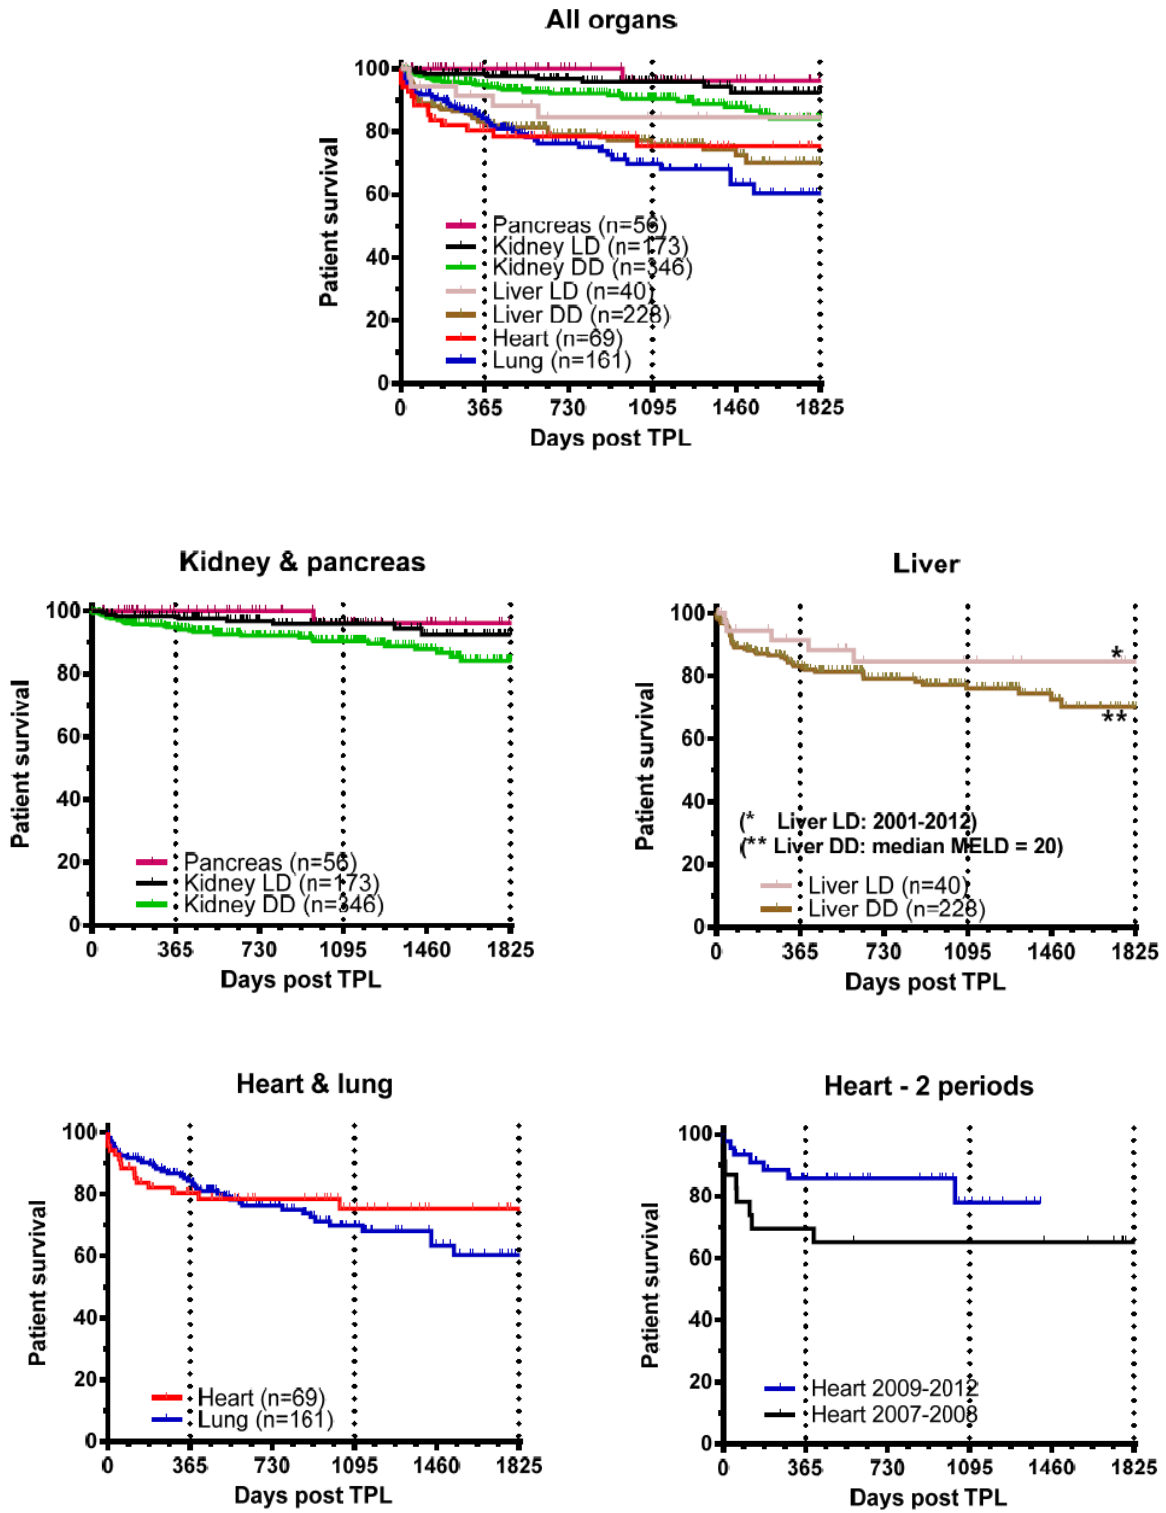 All organs
100
80
60
40
20
0
Patient survival
Pancreas (n=56)
Kidney LD (n=173)
Kidney DD (n=346)
Liver LD (n=40)
Liver DD (n=228)
Heart (n=69)
Lung (n=161)
0 365 730 1095 1460 1825
Days post TPL
Kidney & pancreas
100
80
60
40
20
0
Patient survival
Pancreas (n=56)
Kidney LD (n=173)
Kidney DD (n=346)
0 365 730 1095 1460 1825
Days post TPL
Liver
100
80
60
40
20
0
Patient survival
*
**
(* Liver LD: 2001-2012)
(** Liver DD: median MELD = 20)
Liver LD (n=40)
Liver DD (n=228)
0 365 730 1095 1460 1825
Days post TPL
Heart & lung
100
80
60
40
20
0
Patient survival
Heart (n=69)
Lung (n=161)
0 365 730 1095 1460 1825
Days post TPL
Heart - 2 periods
100
80
60
40
20
0
Patient survival
Heart 2009-2012
Heart 2007-2008
0 365 730 1095 1460 1825
Days post TPL